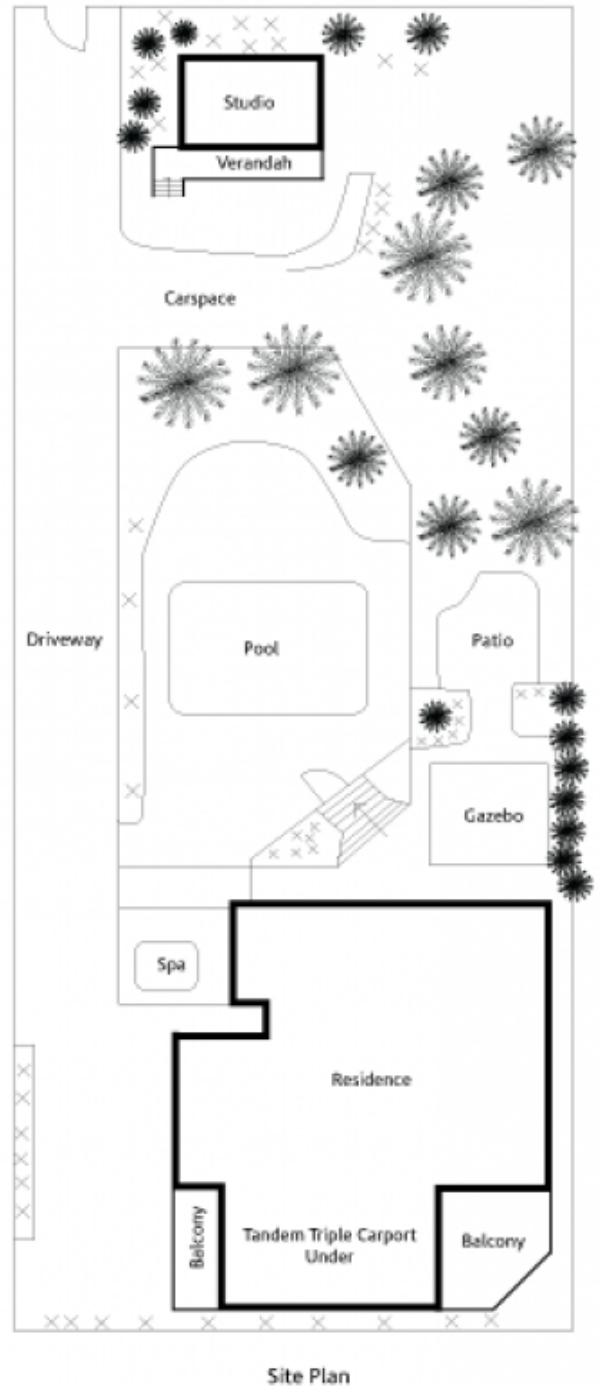 Studio
Verandah
Carspace
Driveway
Pool
Patio
Gazebo
Spa
Residence
Balcony
Tandem Triple Carport
Under
Balcony
Site Plan